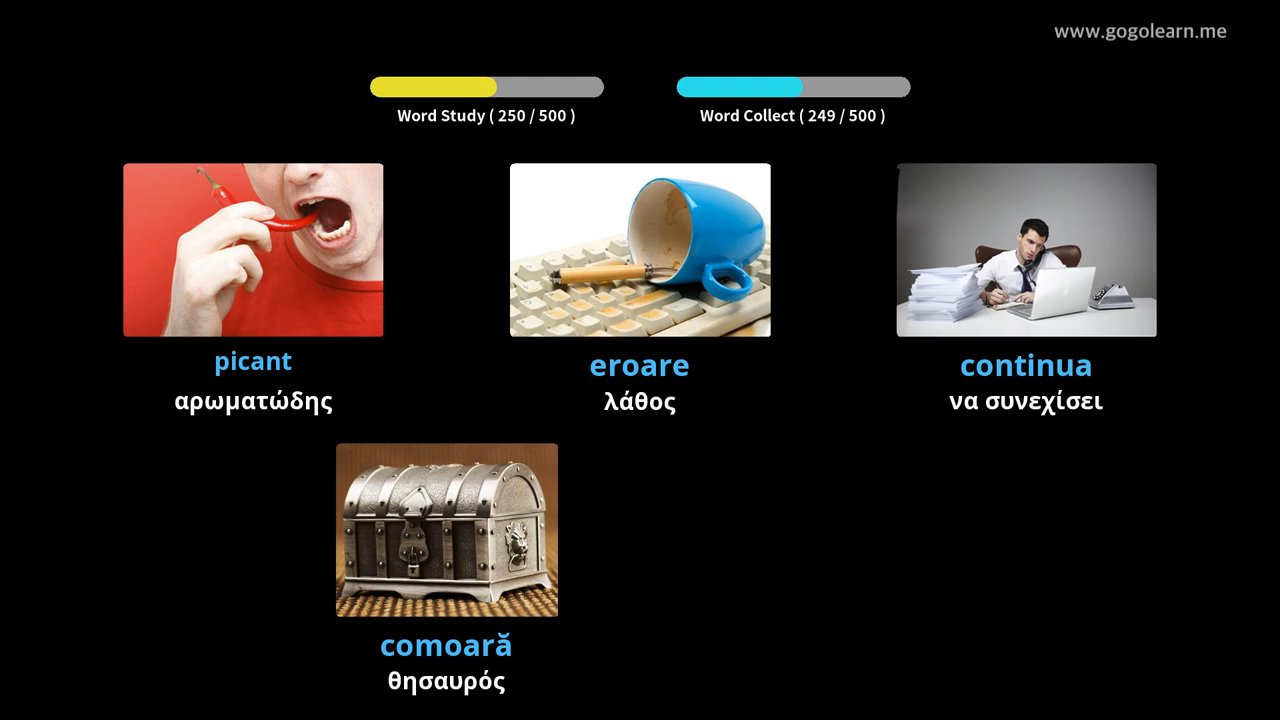 www.gogolearn.me
Word Study ( 250 / 500 )
Word Collect ( 249 / 500 )
picant
αρωματώδης
eroare
λάθος
continua
να συνεχίσει
comoară
θησαυρός